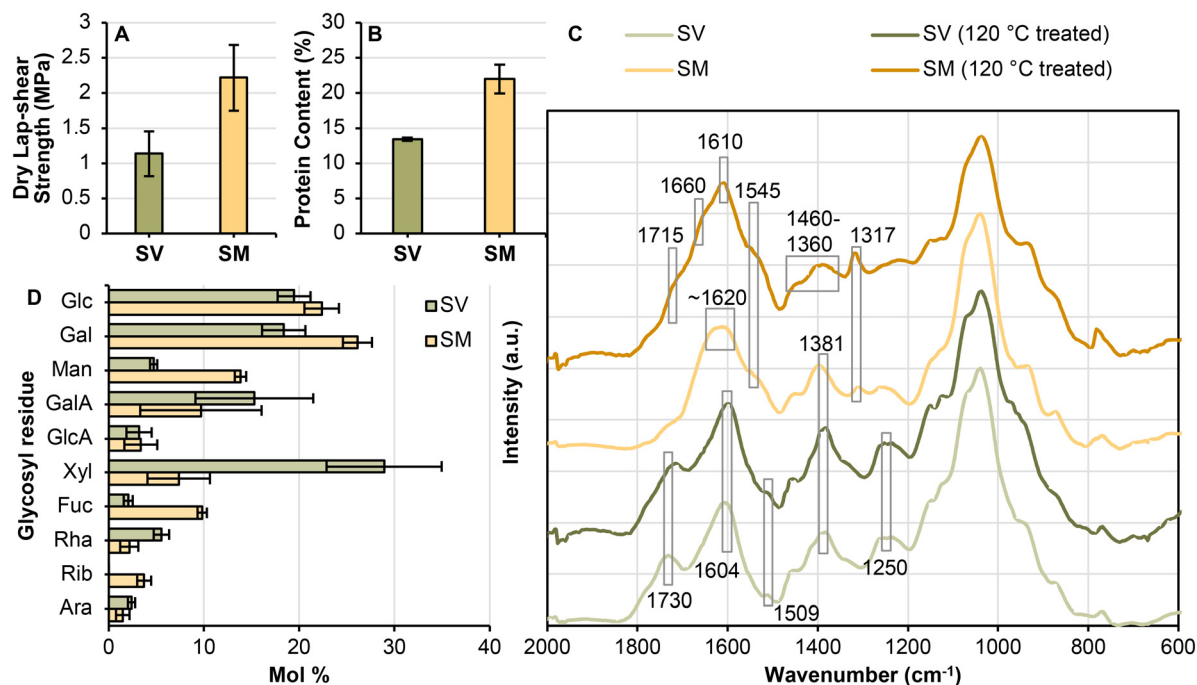 A
Dry Lap-shear
Strength (MPa)
3
2.5
2
1.5
1
0.5
0
SV
SM
B
Protein Content (%)
30
25
20
15
10
5
0
SV
SM
C
SV
SV (120 °C treated)
SM
SM (120 °C treated)
1610
1660
1545
1715
1460-
1360
1317
~1620
1381
1730
1604
1509
1250
Intensity (a.u.)
2000
1800
1600
1400
1200
1000
800
600
Wavenumber (cm⁻¹)
D
SV
SM
Glycosyl residue
Glc
Gal
Man
GalA
GlcA
Xyl
Fuc
Rha
Rib
Ara
0
10
20
30
40
Mol %